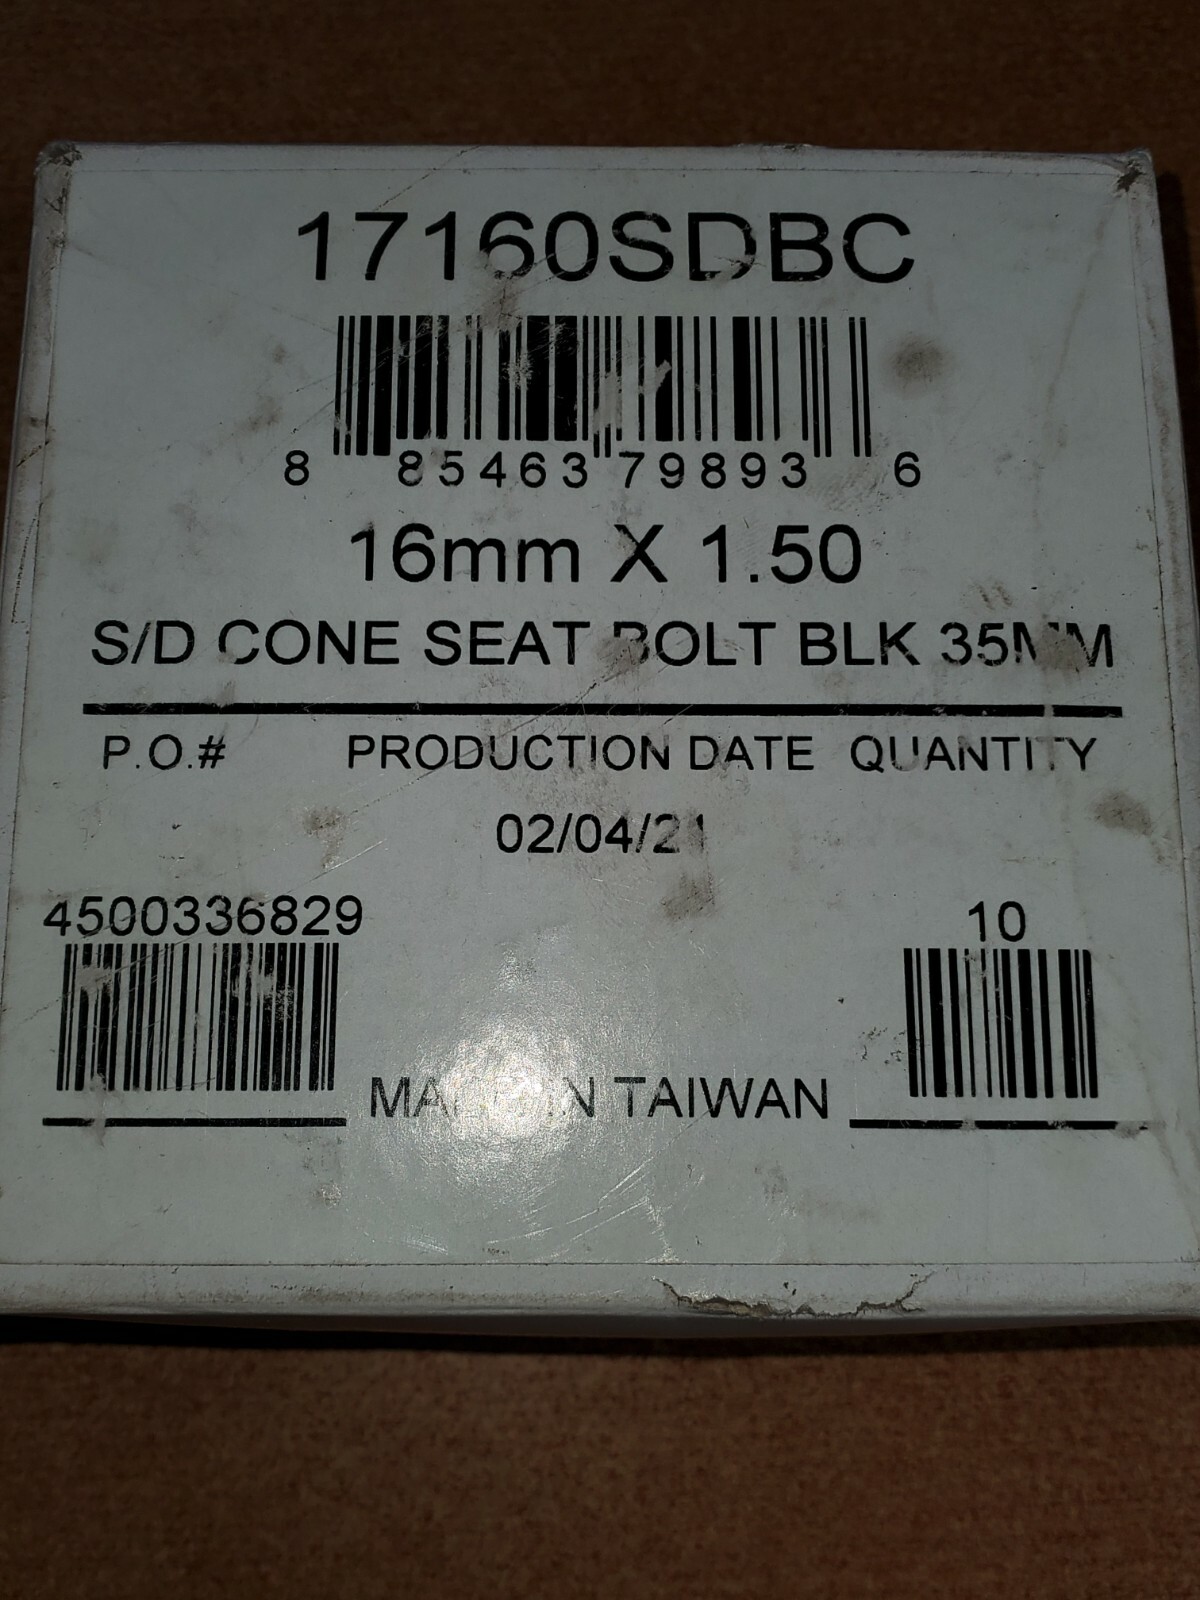 17160SDBC
8 85463 79893 6
16mm X 1.50
S/D CONE SEAT BOLT BLK 35MM
P.O.# PRODUCTION DATE QUANTITY
02/04/21
4500336829 10
MADE IN TAIWAN